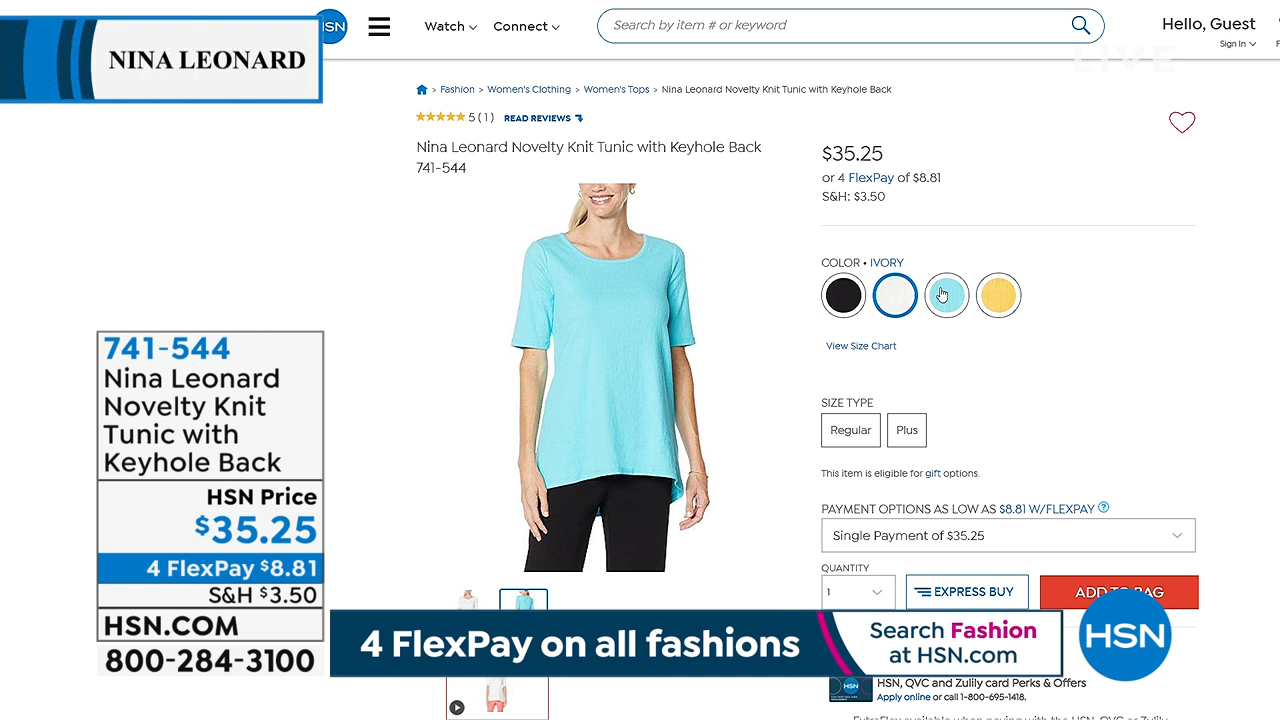 NINA LEONARD
HSN
Watch
Connect
Search by item # or keyword
Hello, Guest
Sign In
LIVE
> Fashion > Women's Clothing > Women's Tops > Nina Leonard Novelty Knit Tunic with Keyhole Back
5 (1) READ REVIEWS
Nina Leonard Novelty Knit Tunic with Keyhole Back
741-544
$35.25
or 4 FlexPay of $8.81
S&H: $3.50
COLOR • IVORY
View Size Chart
SIZE TYPE
Regular
Plus
This item is eligible for gift options.
PAYMENT OPTIONS AS LOW AS $8.81 W/FLEXPAY ?
Single Payment of $35.25
QUANTITY
1
EXPRESS BUY
ADD TO BAG
741-544
Nina Leonard
Novelty Knit
Tunic with
Keyhole Back
HSN Price
$35.25
4 FlexPay $8.81
S&H $3.50
HSN.COM
800-284-3100
4 FlexPay on all fashions
Search Fashion
at HSN.com
HSN
HSN
HSN, QVC and Zulily card Perks & Offers
Apply online or call 1-800-695-1418.